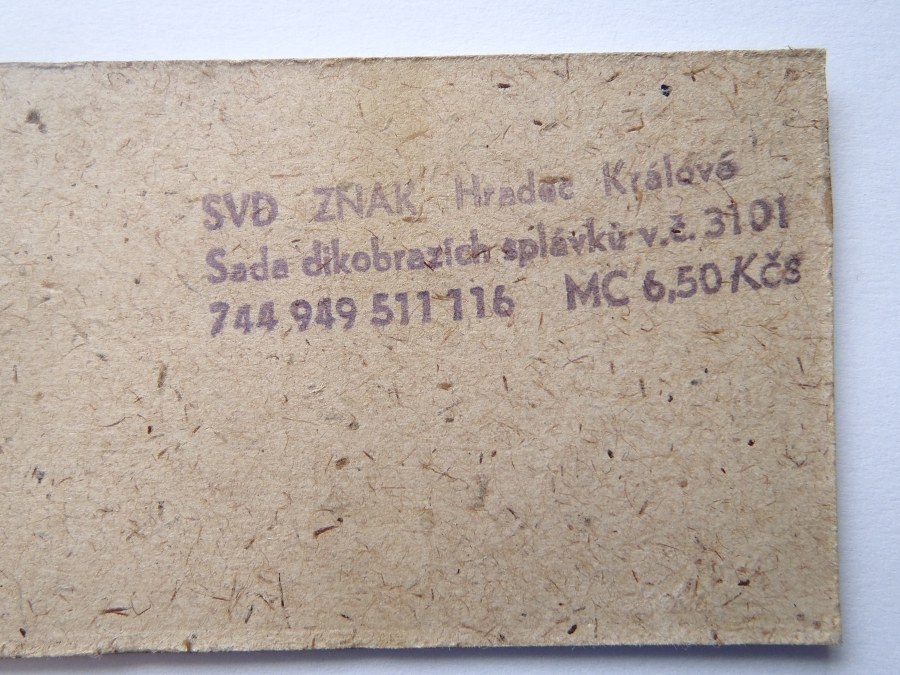 SVD ZNAK Hradec Králové
Sada dikobrazích splávků v.č. 3101
744 949 511 116 MC 6,50 Kčs